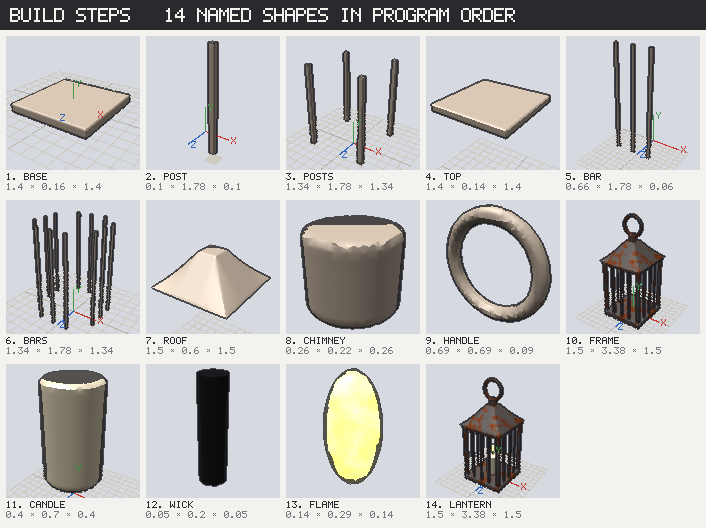 BUILD STEPS 14 NAMED SHAPES IN PROGRAM ORDER
1. BASE
1.4 × 0.16 × 1.4
2. POST
0.1 × 1.78 × 0.1
3. POSTS
1.34 × 1.78 × 1.34
4. TOP
1.4 × 0.14 × 1.4
5. BAR
0.66 × 1.78 × 0.06
6. BARS
1.34 × 1.78 × 1.34
7. ROOF
1.5 × 0.6 × 1.5
8. CHIMNEY
0.26 × 0.22 × 0.26
9. HANDLE
0.69 × 0.69 × 0.09
10. FRAME
1.5 × 3.38 × 1.5
11. CANDLE
0.4 × 0.7 × 0.4
12. WICK
0.05 × 0.2 × 0.05
13. FLAME
0.14 × 0.29 × 0.14
14. LANTERN
1.5 × 3.38 × 1.5